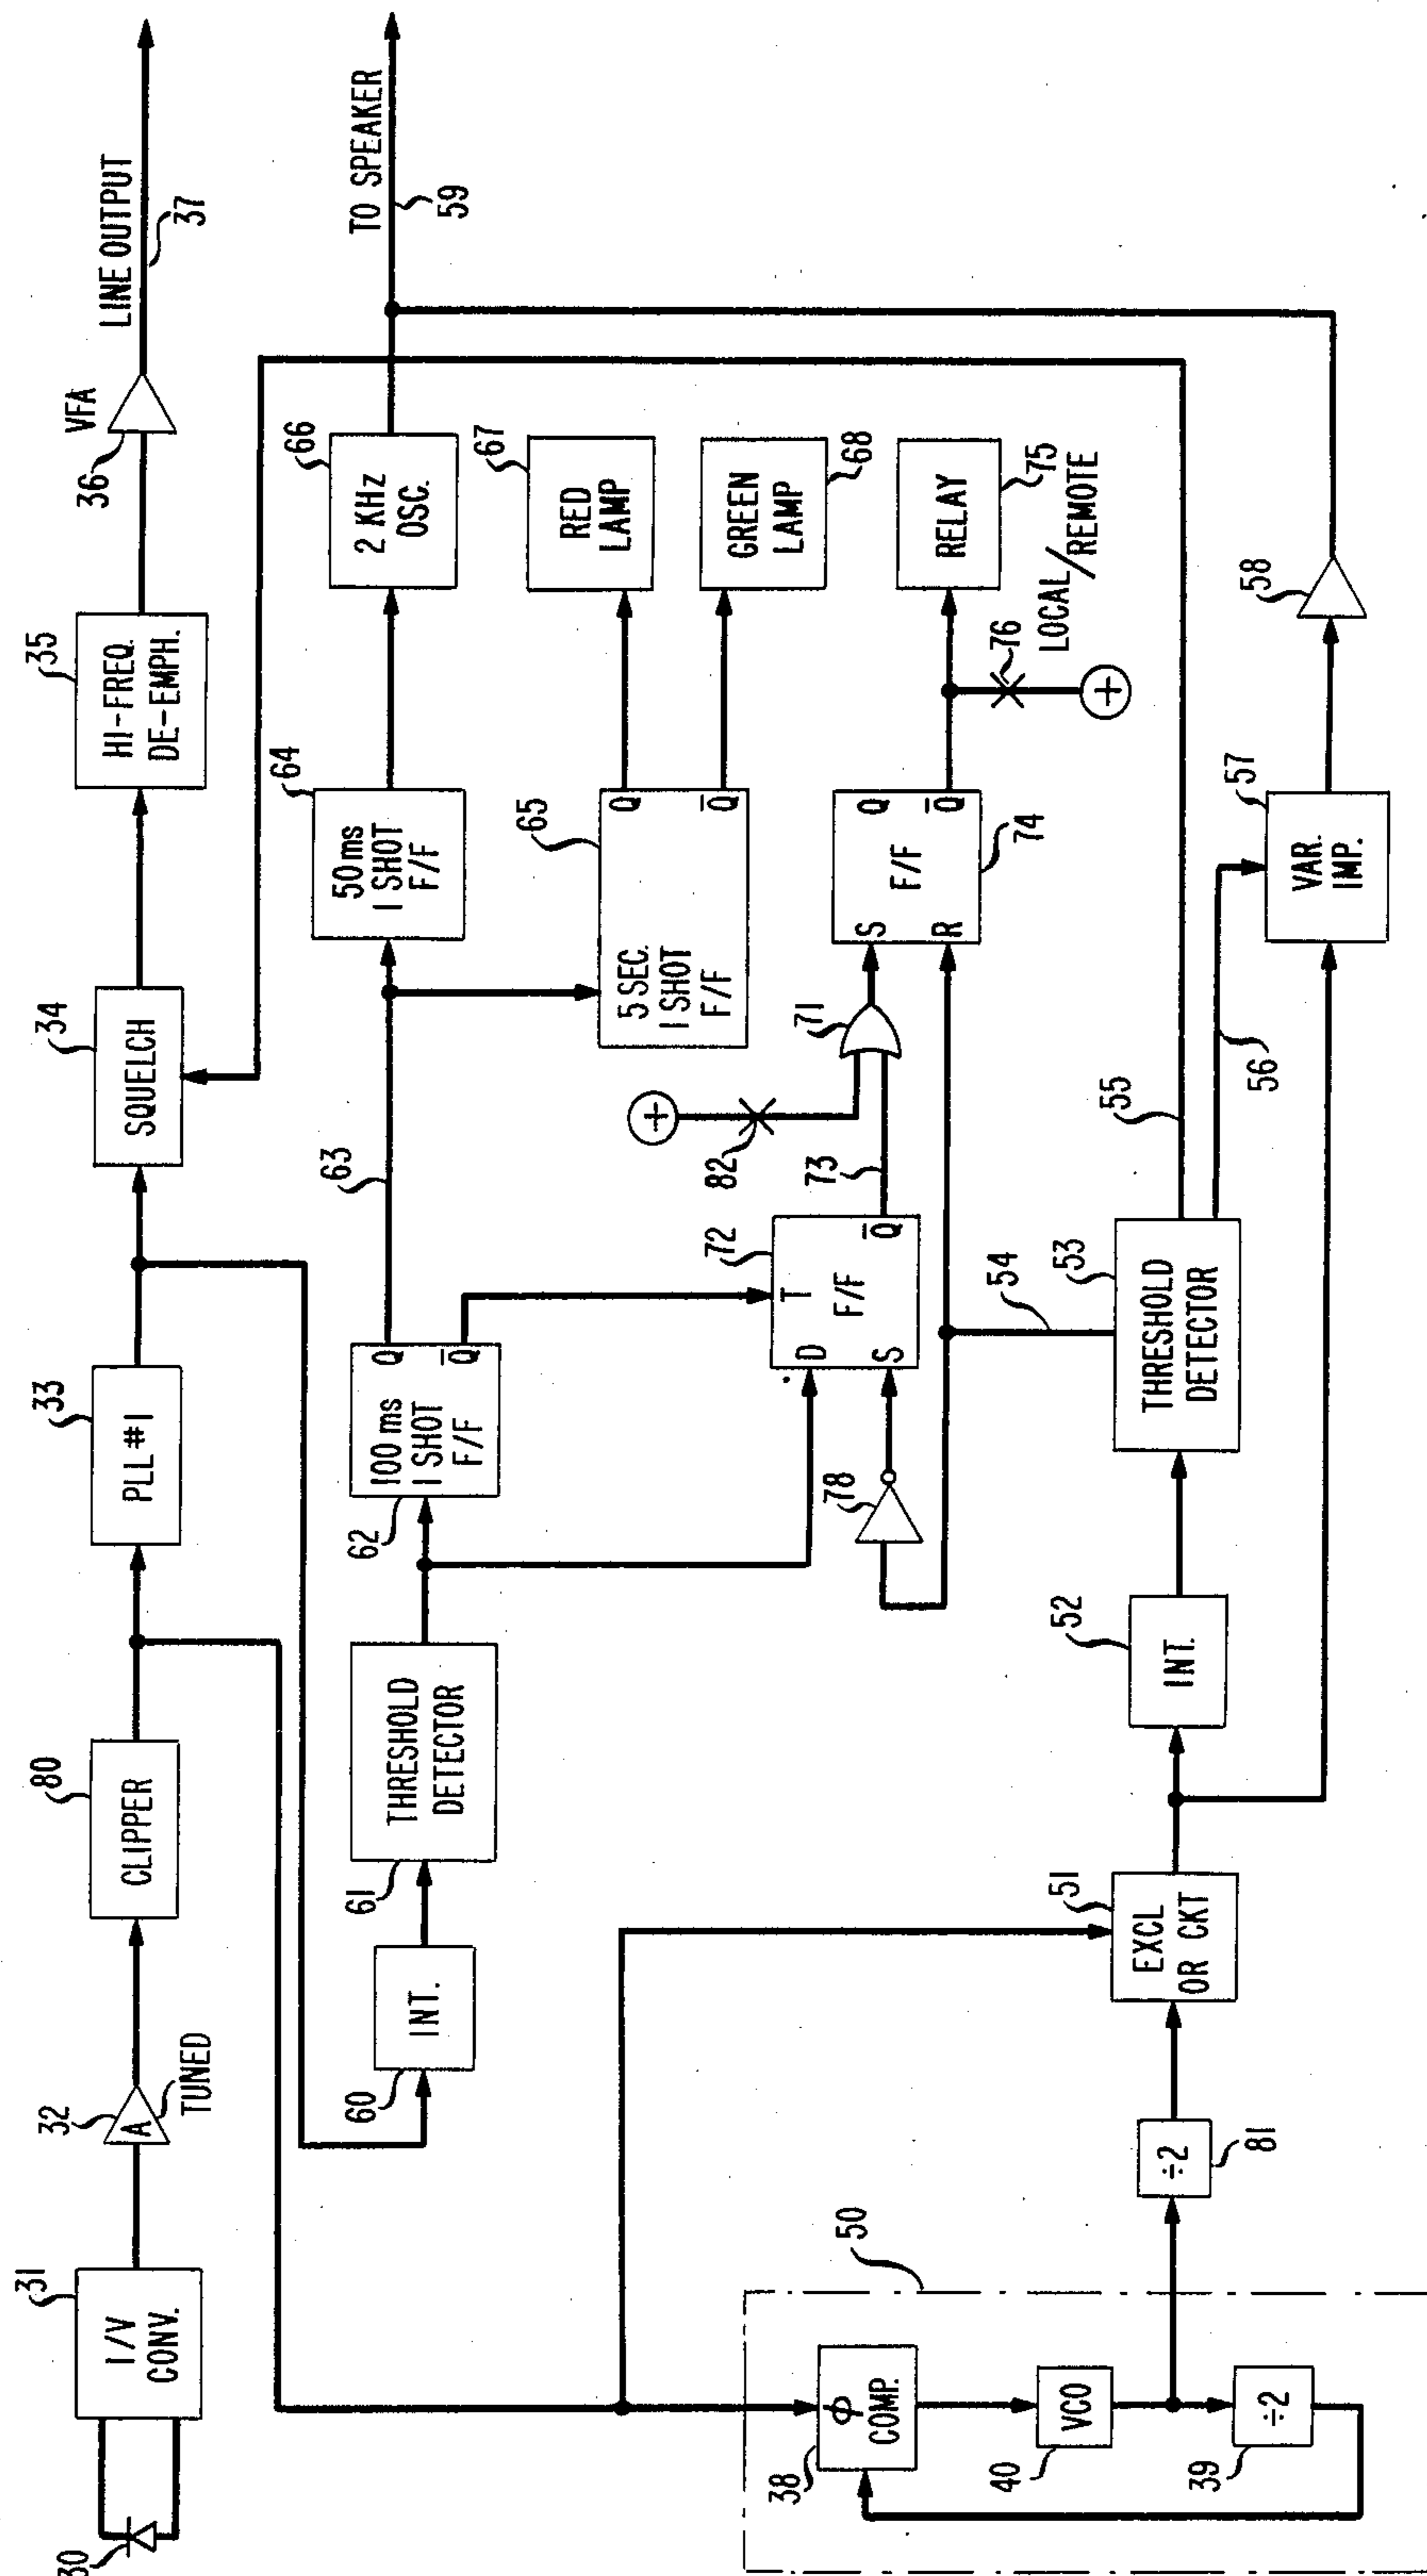 30
31
I/V
CONV.
32
A
TUNED
80
CLIPPER
33
PLL #1
34
SQUELCH
35
HI-FREQ.
DE-EMPH.
36
VFA
LINE OUTPUT
37
60
INT.
61
THRESHOLD
DETECTOR
62
100 ms
1 SHOT
F/F
Q
Q̅
63
64
50 ms
1 SHOT
F/F
66
2 KHz
OSC.
TO SPEAKER
59
65
5 SEC.
1 SHOT
F/F
Q
Q̅
67
RED
LAMP
GREEN
LAMP
68
72
D
T
S
F/F
Q̅
73
+
82
71
S
R
F/F
Q
Q̅
74
RELAY
75
76
LOCAL/REMOTE
+
78
50
38
Φ
COMP.
40
VCO
39
÷2
÷2
81
51
EXCL
OR CKT
52
INT.
53
THRESHOLD
DETECTOR
54
55
56
57
VAR.
IMP.
58